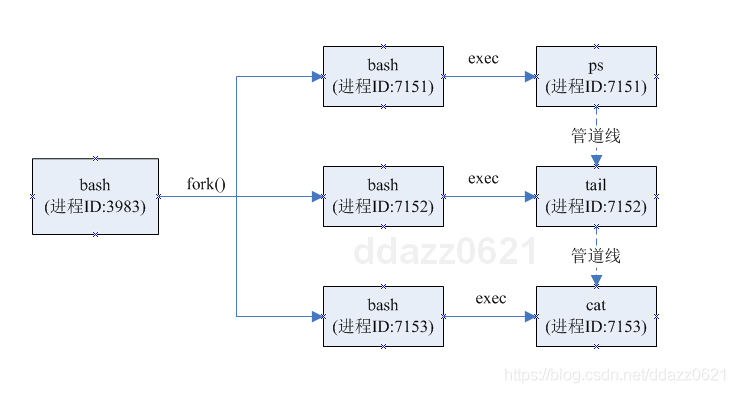 bash
(进程ID:7151)
exec
ps
(进程ID:7151)
管道线
bash
(进程ID:3983)
fork()
bash
(进程ID:7152)
exec
tail
(进程ID:7152)
ddazz0621
管道线
bash
(进程ID:7153)
exec
cat
(进程ID:7153)
https://blog.csdn.net/ddazz0621